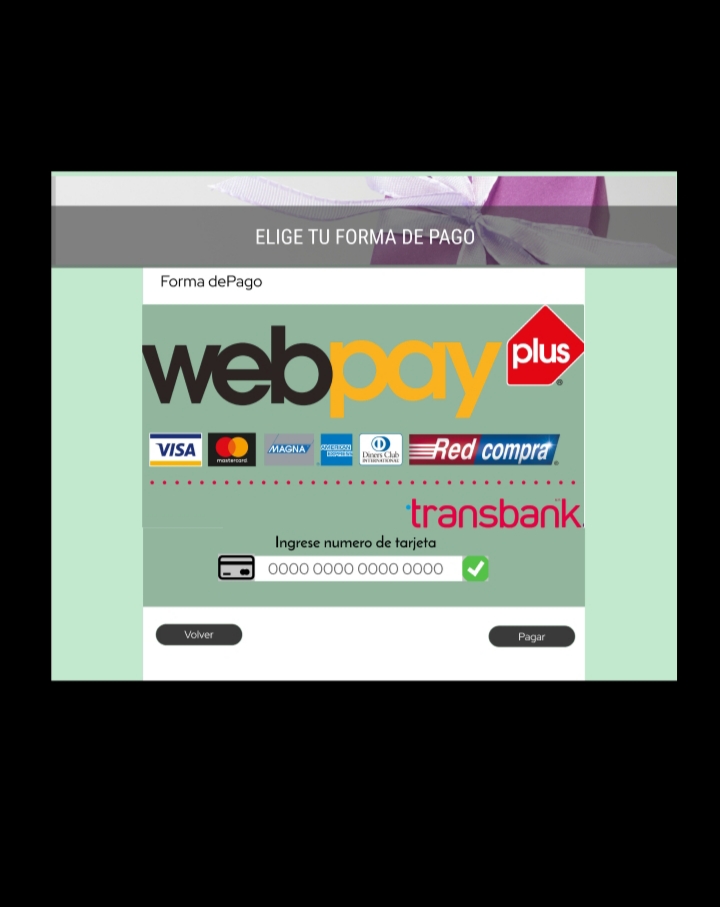 ELIGE TU FORMA DE PAGO
Forma dePago
webpay plus
VISA mastercard MAGNA AMERICAN EXPRESS Diners Club INTERNATIONAL Red compra
transbank.
Ingrese numero de tarjeta
0000 0000 0000 0000
Volver Pagar